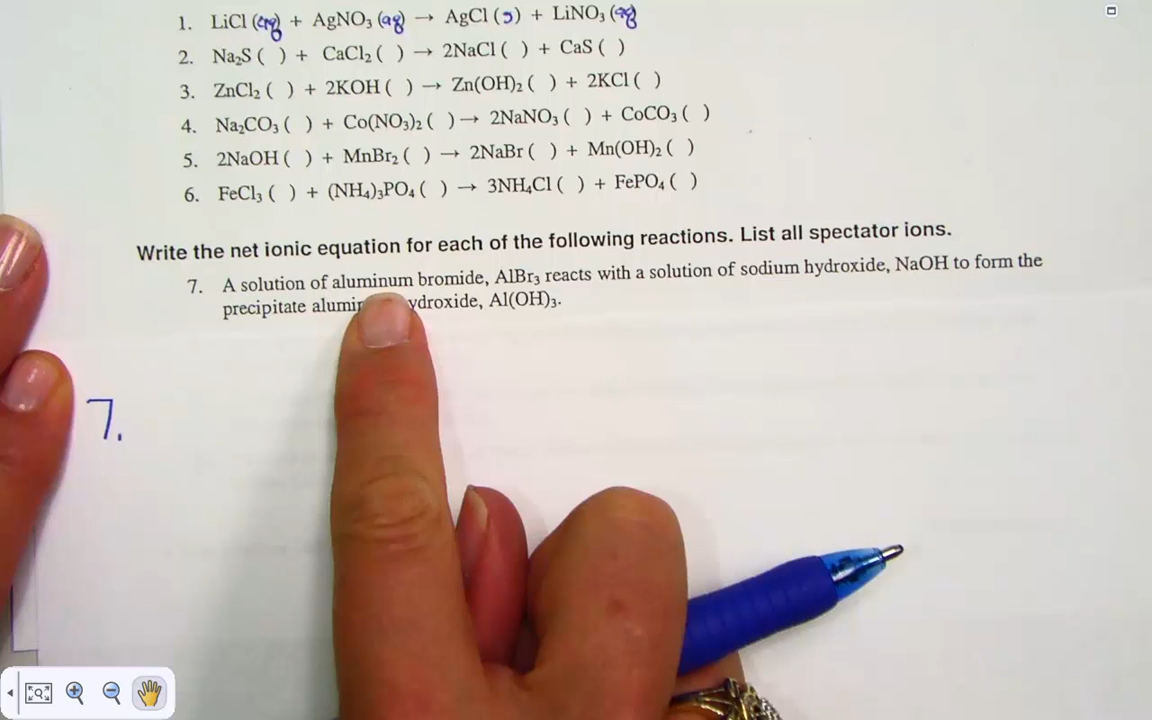 1. LiCl (aq) + AgNO₃ (aq) → AgCl (s) + LiNO₃ (aq)
2. Na₂S ( ) + CaCl₂ ( ) → 2NaCl ( ) + CaS ( )
3. ZnCl₂ ( ) + 2KOH ( ) → Zn(OH)₂ ( ) + 2KCl ( )
4. Na₂CO₃ ( ) + Co(NO₃)₂ ( ) → 2NaNO₃ ( ) + CoCO₃ ( )
5. 2NaOH ( ) + MnBr₂ ( ) → 2NaBr ( ) + Mn(OH)₂ ( )
6. FeCl₃ ( ) + (NH₄)₃PO₄ ( ) → 3NH₄Cl ( ) + FePO₄ ( )
Write the net ionic equation for each of the following reactions. List all spectator ions.
7. A solution of aluminum bromide, AlBr₃ reacts with a solution of sodium hydroxide, NaOH to form the
precipitate Al(OH)₃.
7.